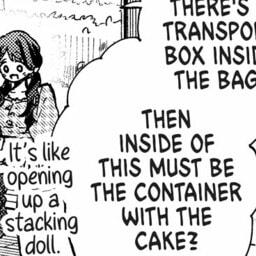 THERE'S
BOX INSI
THE BAG
THEN
INSIDE OF
THIS MUST BE
THE CONTAINER
WITH THE
CAKE?
It's like
opening
up a
stacking
doll.